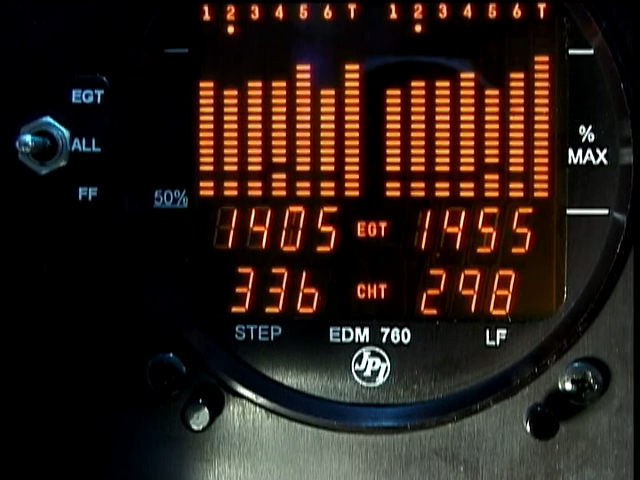 1 2 3 4 5 6 T 1 2 3 4 5 6 T
EGT
ALL
FF
% MAX
50%
1405 EGT 1455
336 CHT 298
STEP EDM 760 LF
JPI